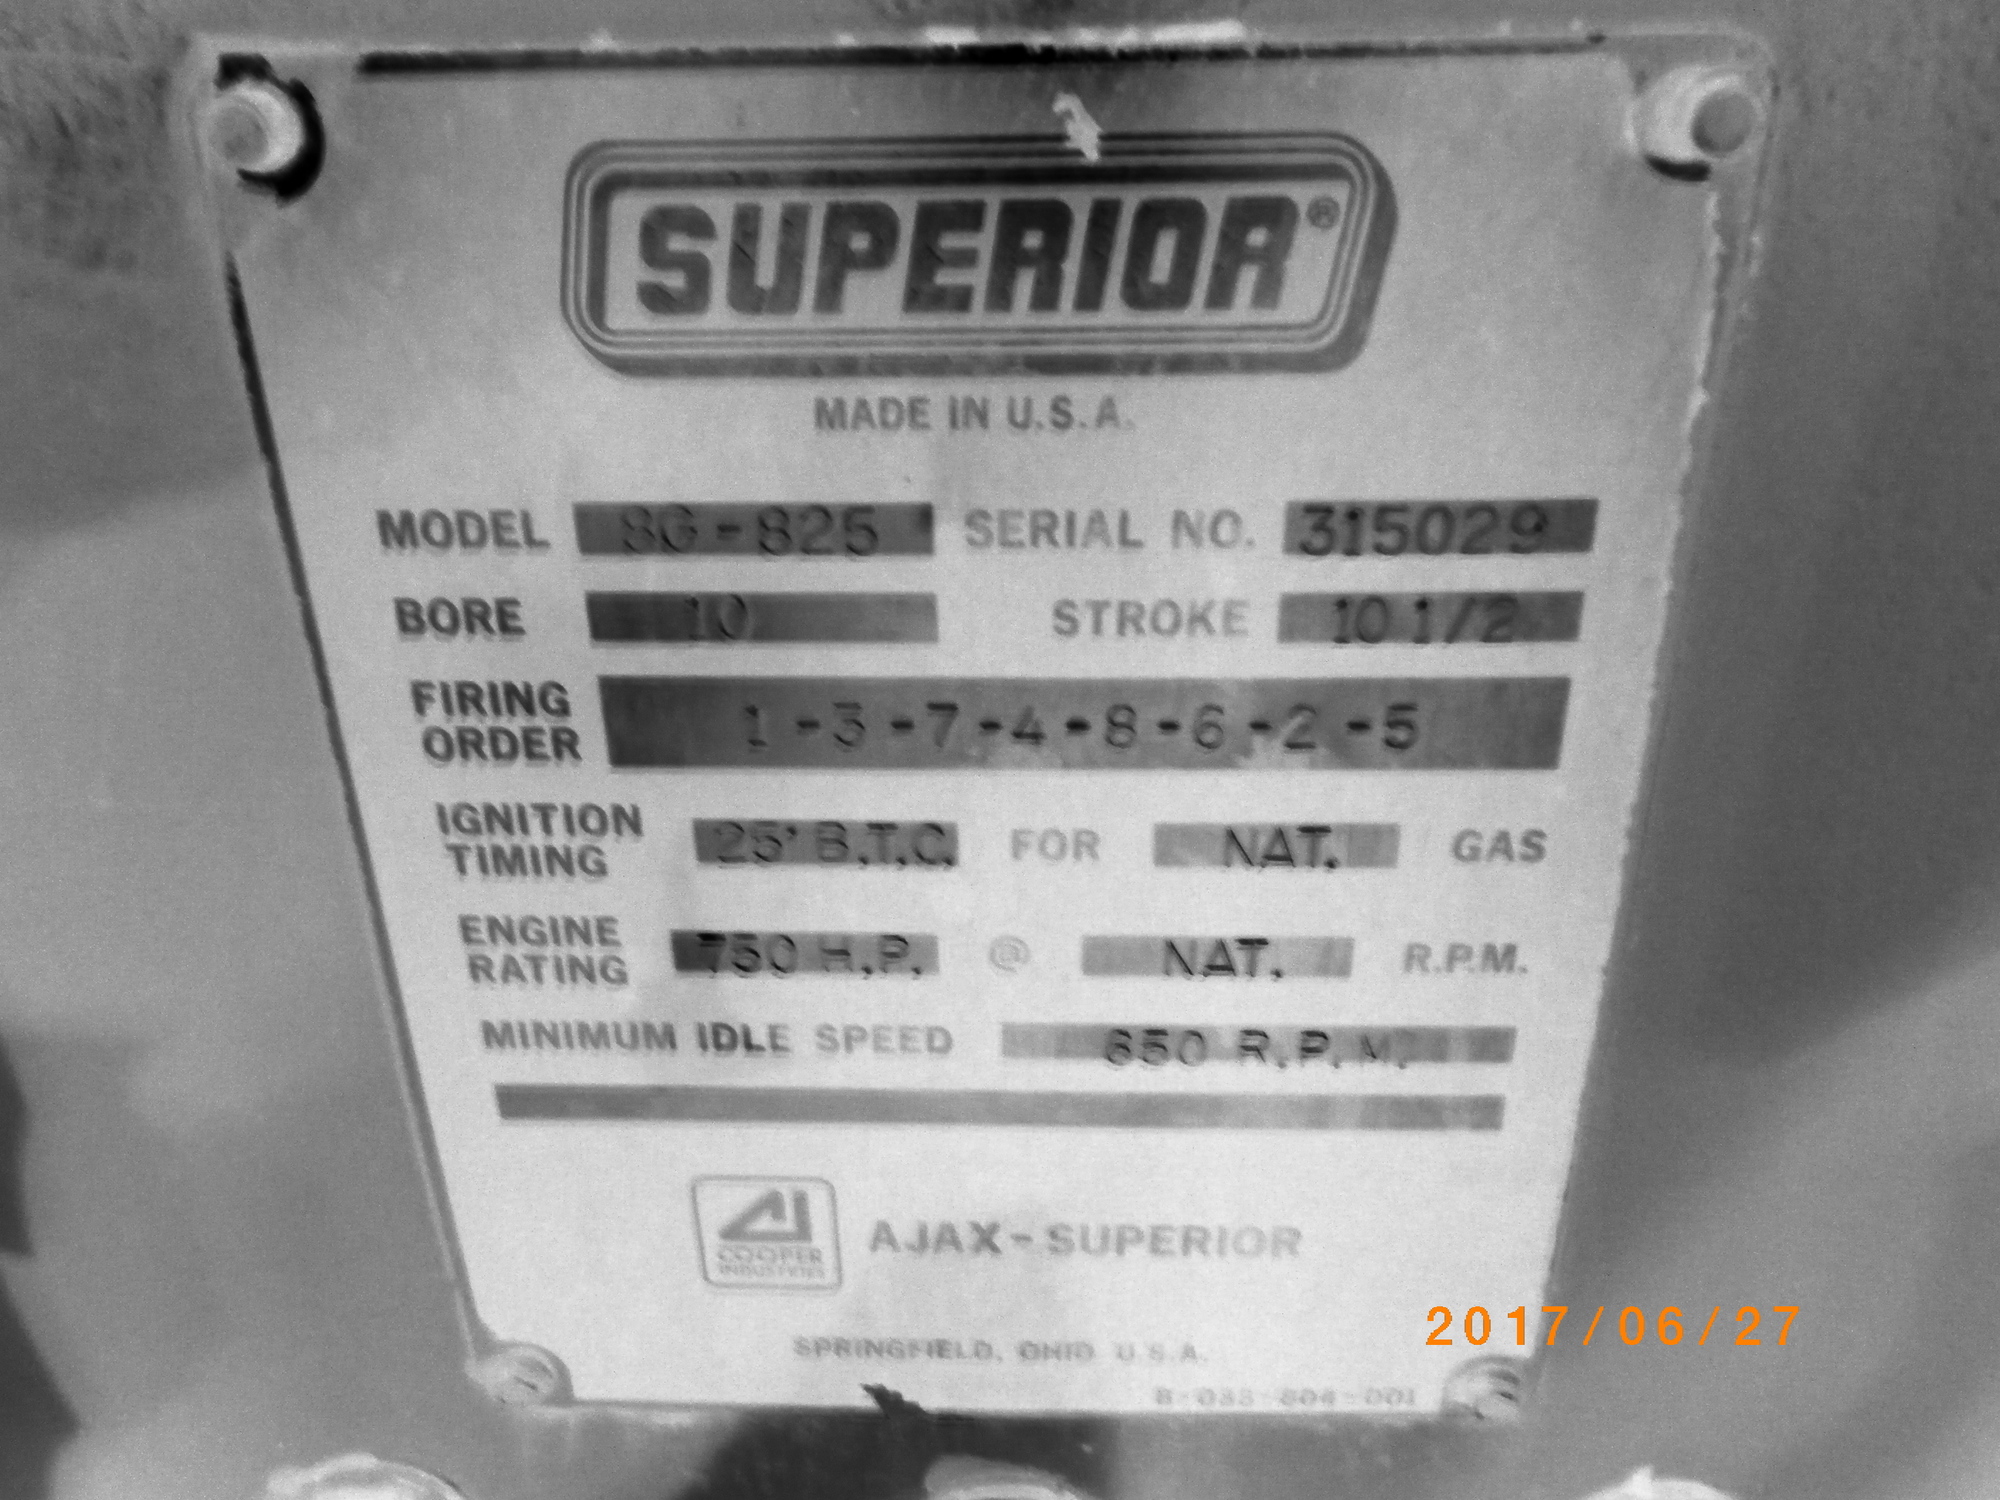 SUPERIOR®
MADE IN U.S.A.
MODEL 8G-825 SERIAL NO. 315029
BORE 10 STROKE 10 1/2
FIRING ORDER 1-3-7-4-8-6-2-5
IGNITION TIMING 25° B.T.C. FOR NAT. GAS
ENGINE RATING 750 H.P. @ NAT. R.P.M.
MINIMUM IDLE SPEED 650 R.P.M.
COOPER
INDUSTRIES
AJAX-SUPERIOR
SPRINGFIELD, OHIO U.S.A.
2017/06/27